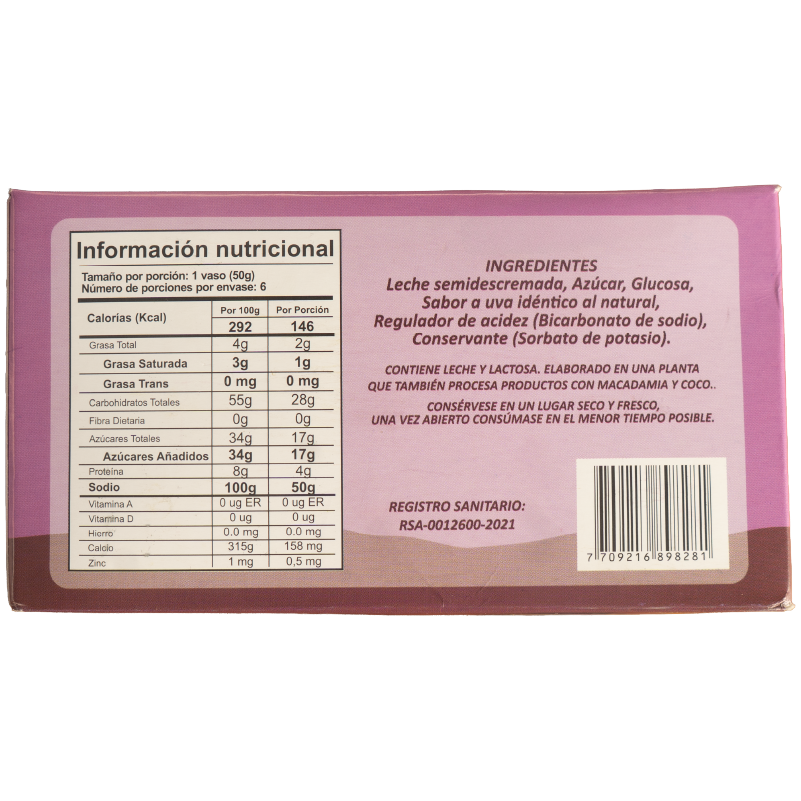 Información nutricional
Tamaño por porción: 1 vaso (50g)
Número de porciones por envase: 6
Calorías (Kcal) Por 100g Por Porción
292 146
Grasa Total 4g 2g
Grasa Saturada 3g 1g
Grasa Trans 0 mg 0 mg
Carbohidratos Totales 55g 28g
Fibra Dietaria 0g 0g
Azúcares Totales 34g 17g
Azúcares Añadidos 34g 17g
Proteína 8g 4g
Sodio 100g 50g
Vitamina A 0 ug ER 0 ug ER
Vitamina D 0 ug 0 ug
Hierro 0.0 mg 0.0 mg
Calcio 315g 158 mg
Zinc 1 mg 0,5 mg
INGREDIENTES
Leche semidescremada, Azúcar, Glucosa,
Sabor a uva idéntico al natural,
Regulador de acidez (Bicarbonato de sodio),
Conservante (Sorbato de potasio).
CONTIENE LECHE Y LACTOSA. ELABORADO EN UNA PLANTA
QUE TAMBIÉN PROCESA PRODUCTOS CON MACADAMIA Y COCO..
CONSÉRVESE EN UN LUGAR SECO Y FRESCO,
UNA VEZ ABIERTO CONSÚMASE EN EL MENOR TIEMPO POSIBLE.
REGISTRO SANITARIO:
RSA-0012600-2021
7 709216 898281